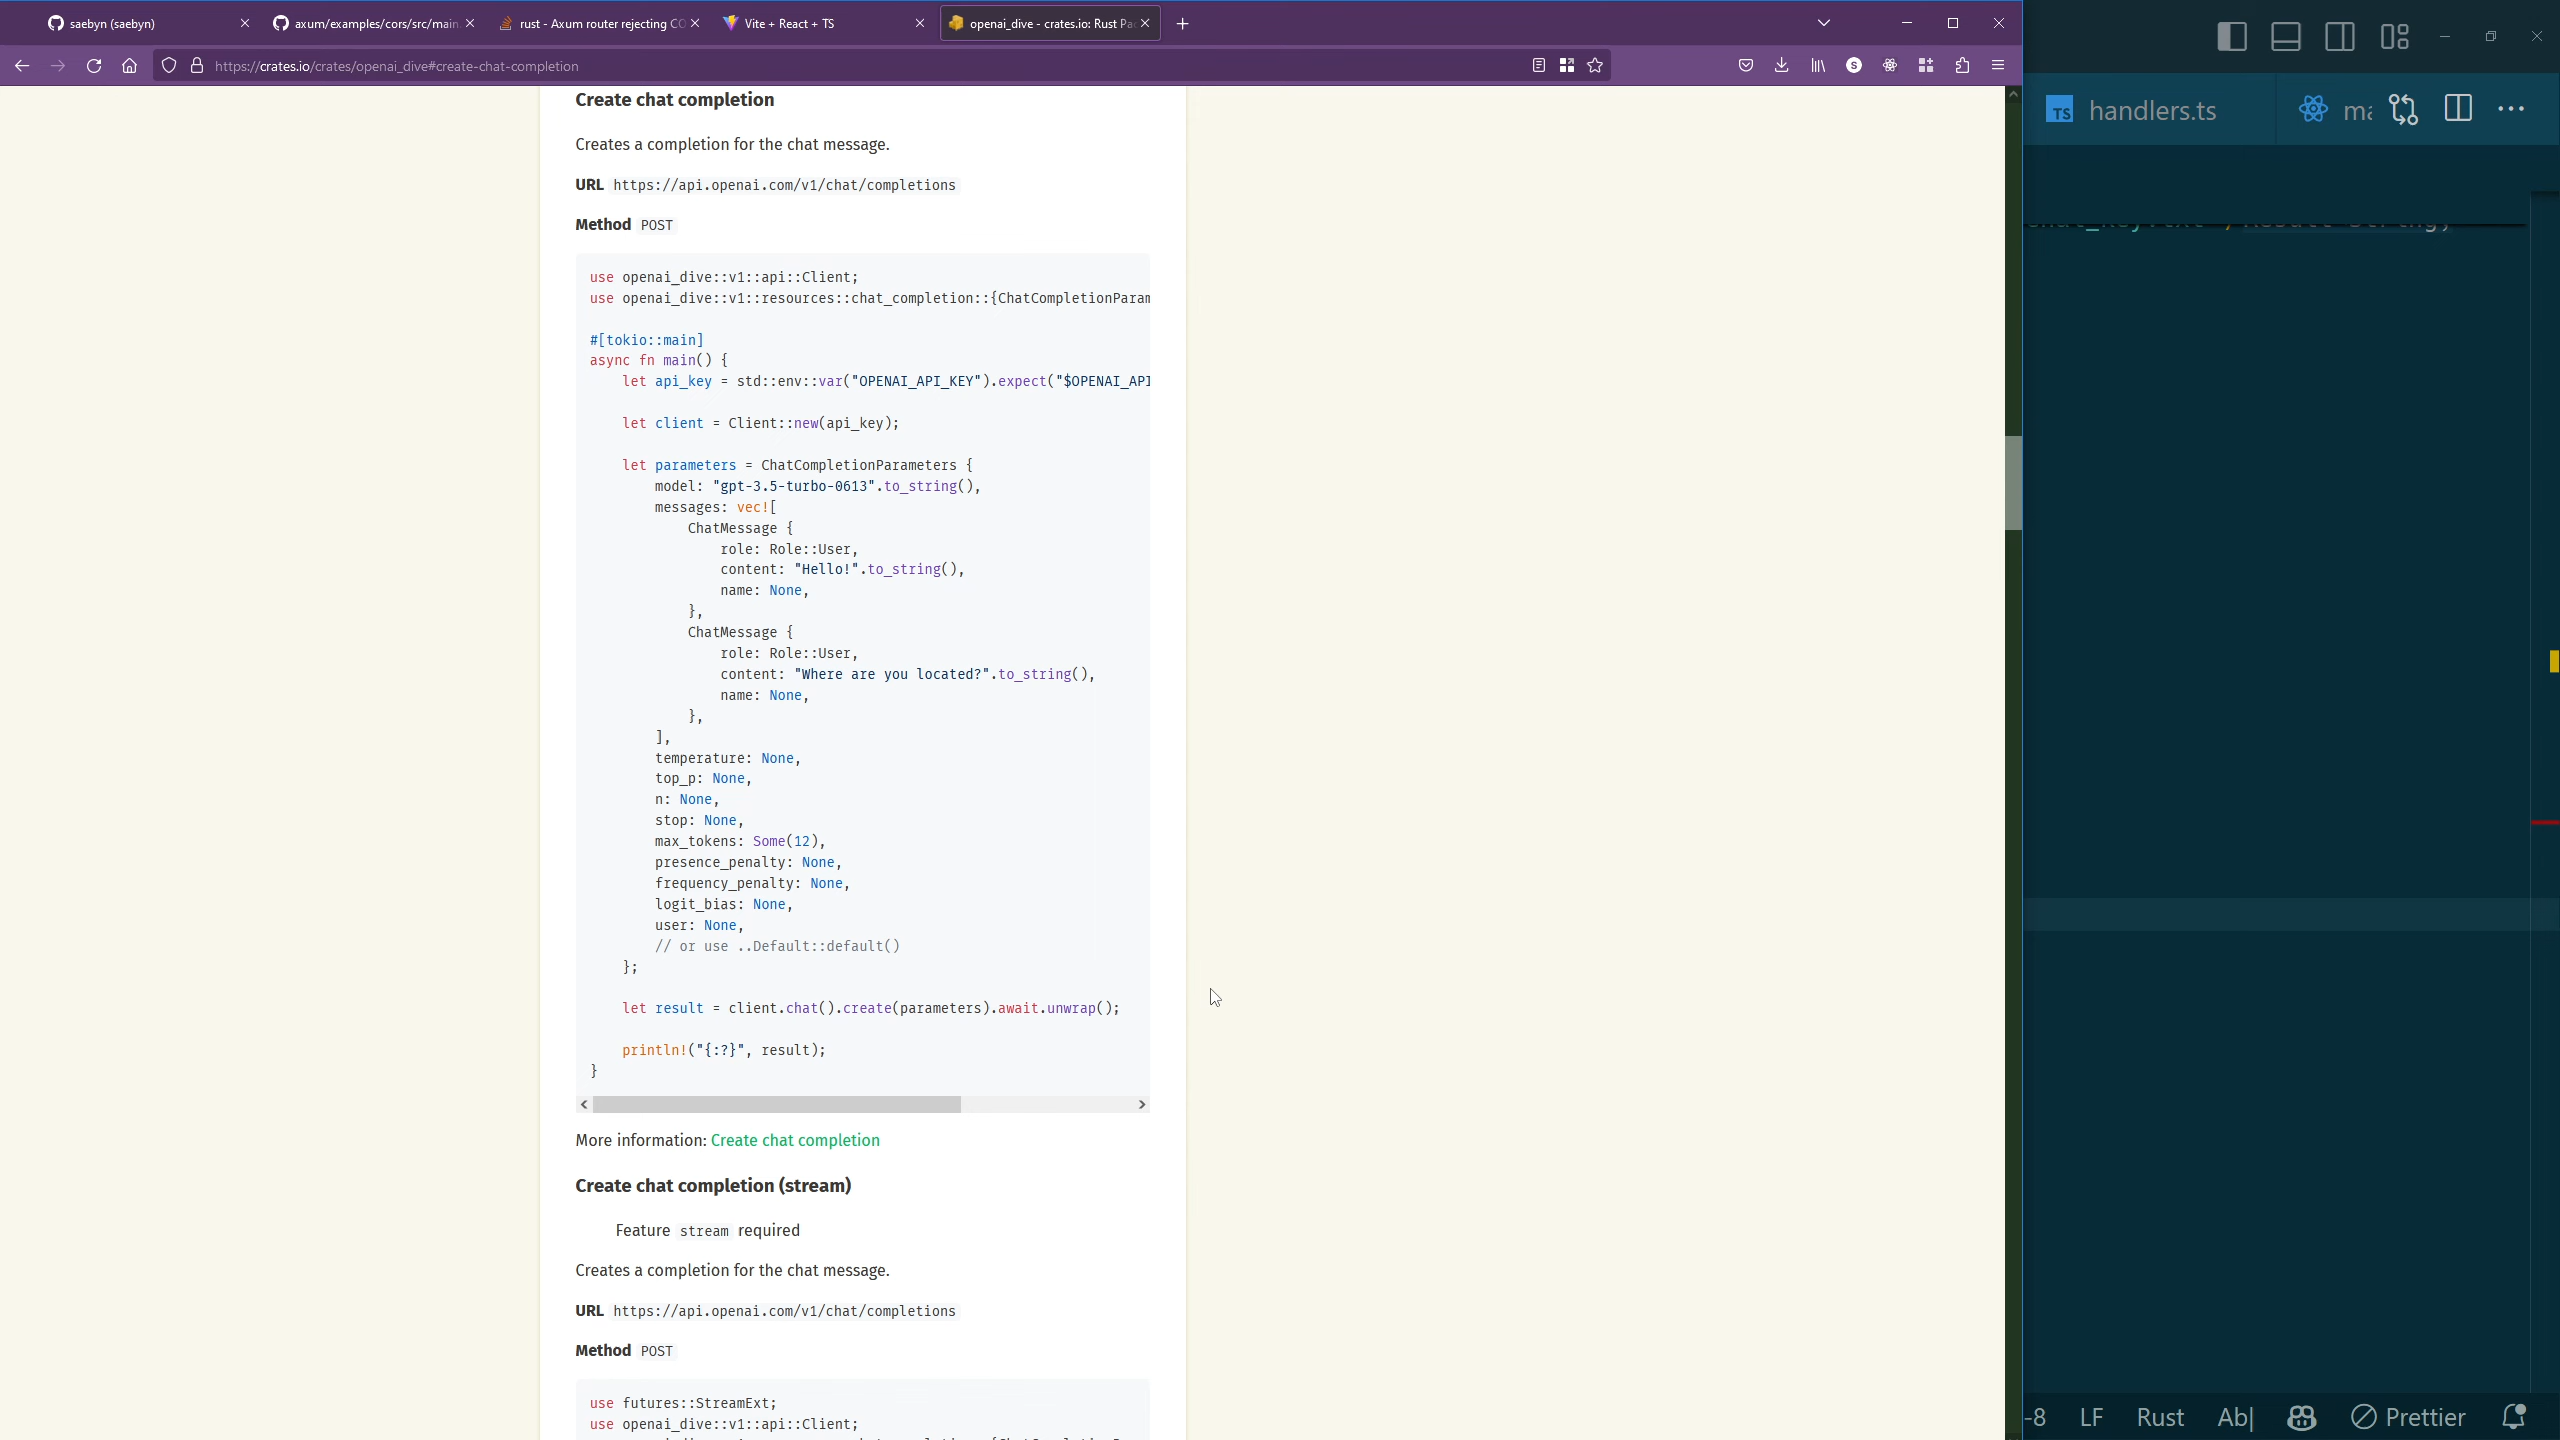 saebyn (saebyn)
axum/examples/cors/src/main.
rust - Axum router rejecting CO
Vite + React + TS
openai_dive - crates.io: Rust Pa
https://crates.io/crates/openai_dive#create-chat-completion
handlers.ts
ma
Create chat completion
Creates a completion for the chat message.
URL https://api.openai.com/v1/chat/completions
Method POST
use openai_dive::v1::api::Client;
use openai_dive::v1::resources::chat_completion::{ChatCompletionParam
#[tokio::main]
async fn main() {
let api_key = std::env::var("OPENAI_API_KEY").expect("$OPENAI_API
let client = Client::new(api_key);
let parameters = ChatCompletionParameters {
model: "gpt-3.5-turbo-0613".to_string(),
messages: vec![
ChatMessage {
role: Role::User,
content: "Hello!".to_string(),
name: None,
},
ChatMessage {
role: Role::User,
content: "Where are you located?".to_string(),
name: None,
},
],
temperature: None,
top_p: None,
n: None,
stop: None,
max_tokens: Some(12),
presence_penalty: None,
frequency_penalty: None,
logit_bias: None,
user: None,
// or use ..Default::default()
};
let result = client.chat().create(parameters).await.unwrap();
println!("{:?}", result);
}
More information: Create chat completion
Create chat completion (stream)
Feature stream required
Creates a completion for the chat message.
URL https://api.openai.com/v1/chat/completions
Method POST
use futures::StreamExt;
use openai_dive::v1::api::Client;
-8 LF Rust Ab| Prettier